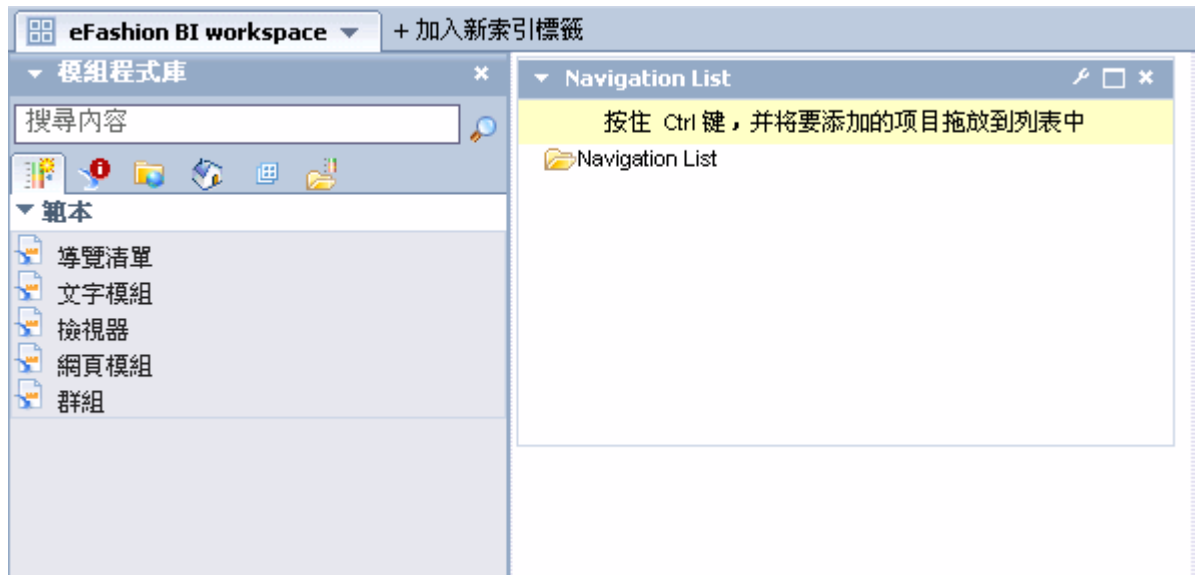 eFashion BI workspace
+ 加入新索引標籤
模組程式庫
搜尋內容
範本
導覽清單
文字模組
檢視器
網頁模組
群組
Navigation List
按住 Ctrl 键，并将要添加的项目拖放到列表中
Navigation List